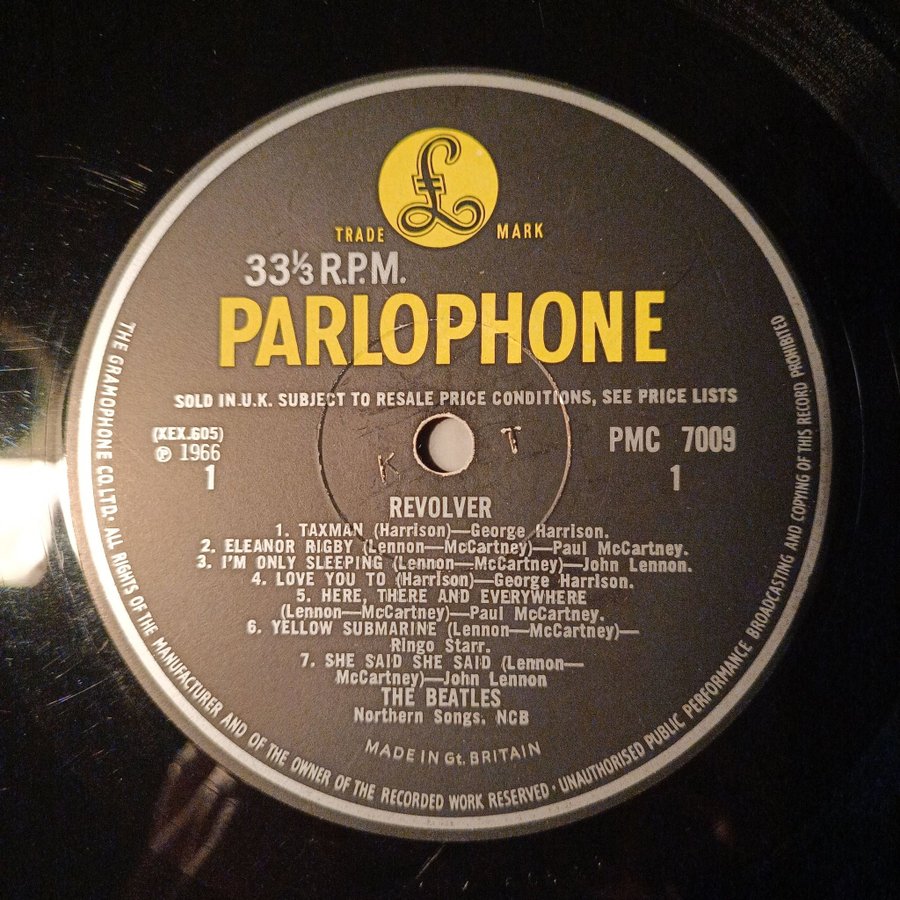 £
TRADE MARK
33⅓ R.P.M.
PARLOPHONE
SOLD IN U.K. SUBJECT TO RESALE PRICE CONDITIONS, SEE PRICE LISTS
(XEX.605)
℗ 1966
1
PMC 7009
1
K T
REVOLVER
1. TAXMAN (Harrison)—George Harrison.
2. ELEANOR RIGBY (Lennon—McCartney)—Paul McCartney.
3. I'M ONLY SLEEPING (Lennon—McCartney)—John Lennon.
4. LOVE YOU TO (Harrison)—George Harrison.
5. HERE, THERE AND EVERYWHERE
(Lennon—McCartney)—Paul McCartney.
6. YELLOW SUBMARINE (Lennon—McCartney)—
Ringo Starr.
7. SHE SAID SHE SAID (Lennon—
McCartney)—John Lennon
THE BEATLES
Northern Songs, NCB
MADE IN Gt. BRITAIN
THE GRAMOPHONE CO. LTD. ALL RIGHTS OF THE MANUFACTURER AND OF THE OWNER OF THE RECORDED WORK RESERVED · UNAUTHORISED PUBLIC PERFORMANCE BROADCASTING AND COPYING OF THIS RECORD PROHIBITED